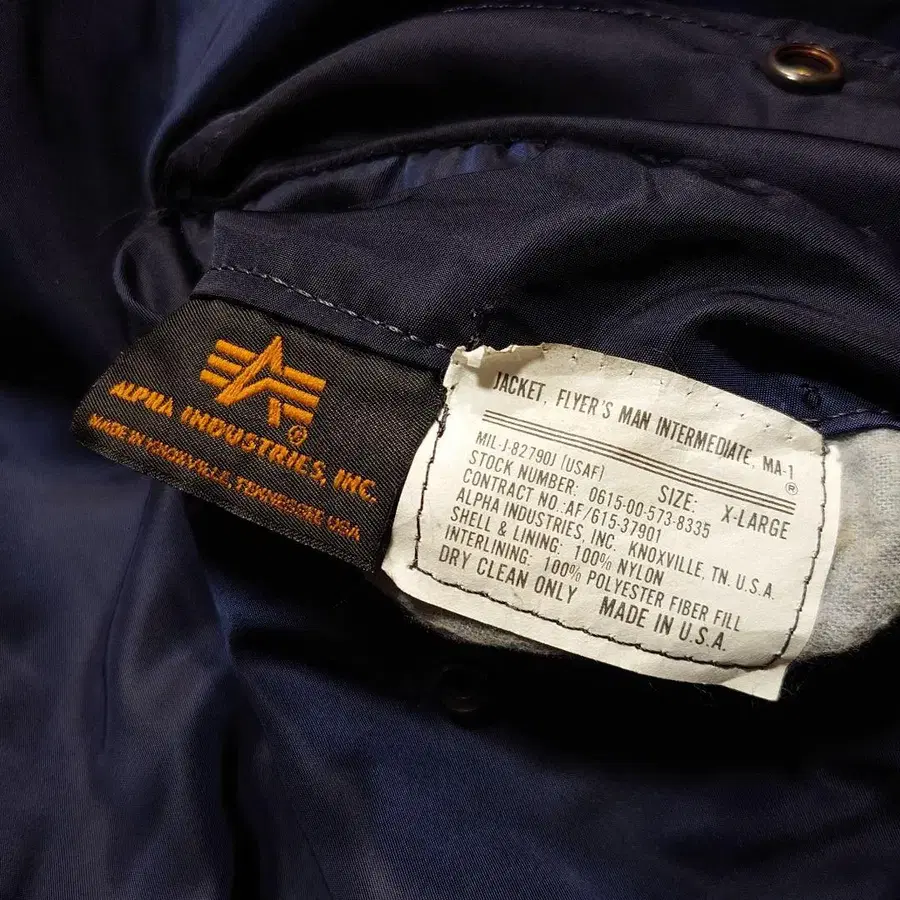 ALPHA INDUSTRIES, INC.
MADE IN KNOXVILLE, TENNESSEE USA
JACKET, FLYER'S MAN INTERMEDIATE, MA-1
®
MIL-J-82790J (USAF) SIZE: X-LARGE
STOCK NUMBER: 0615-00-573-8335
CONTRACT NO.:AF/615-37901
ALPHA INDUSTRIES, INC. KNOXVILLE, TN. U.S.A.
SHELL & LINING: 100% NYLON
INTERLINING: 100% POLYESTER FIBER FILL
DRY CLEAN ONLY MADE IN U.S.A.